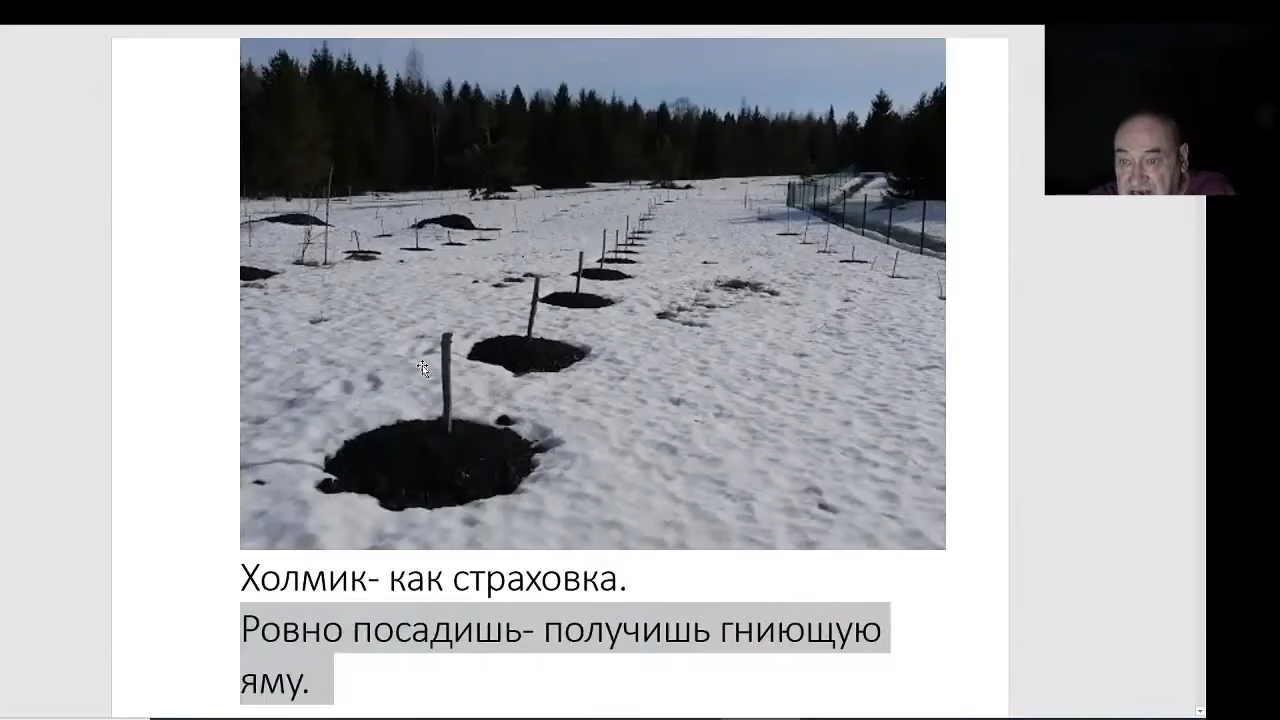 Холмик- как страховка.
Ровно посадишь- получишь гниющую
яму.